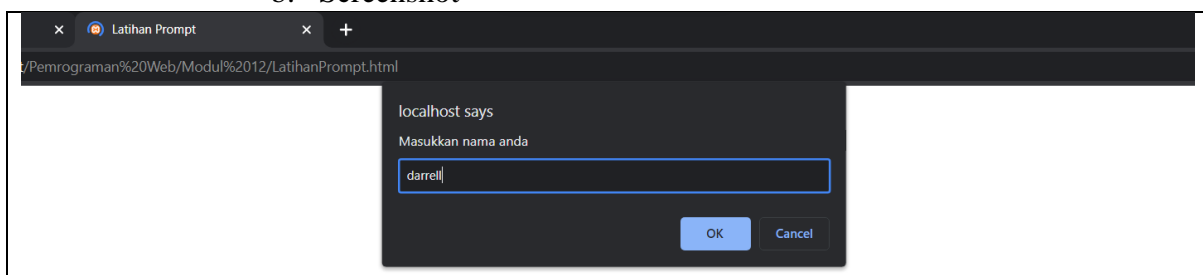 Screenshot
Latihan Prompt
/Pemrograman%20Web/Modul%2012/LatihanPrompt.html
localhost says
Masukkan nama anda
darrell
OK Cancel